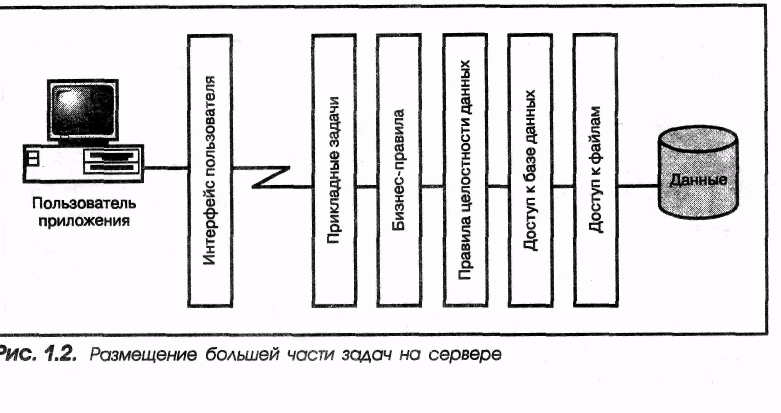 Пользователь
приложения
Интерфейс пользователя
Прикладные задачи
Бизнес-правила
Правила целостности данных
Доступ к базе данных
Доступ к файлам
Данные
Рис. 1.2. Размещение большей части задач на сервере